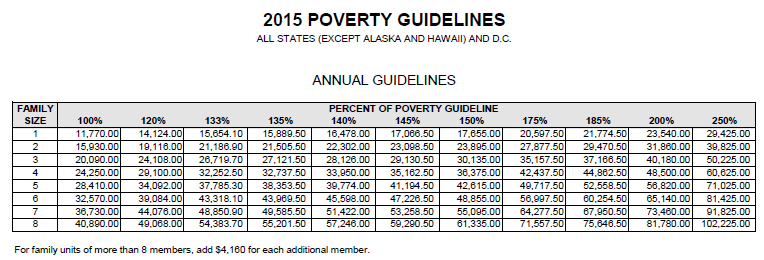 2015 POVERTY GUIDELINES
ALL STATES (EXCEPT ALASKA AND HAWAII) AND D.C.
ANNUAL GUIDELINES
FAMILY PERCENT OF POVERTY GUIDELINE
SIZE 100% 120% 133% 135% 140% 145% 150% 175% 185% 200% 250%
1 11,770.00 14,124.00 15,654.10 15,889.50 16,478.00 17,066.50 17,655.00 20,597.50 21,774.50 23,540.00 29,425.00
2 15,930.00 19,116.00 21,186.90 21,505.50 22,302.00 23,098.50 23,895.00 27,877.50 29,470.50 31,860.00 39,825.00
3 20,090.00 24,108.00 26,719.70 27,121.50 28,126.00 29,130.50 30,135.00 35,157.50 37,166.50 40,180.00 50,225.00
4 24,250.00 29,100.00 32,252.50 32,737.50 33,950.00 35,162.50 36,375.00 42,437.50 44,862.50 48,500.00 60,625.00
5 28,410.00 34,092.00 37,785.30 38,353.50 39,774.00 41,194.50 42,615.00 49,717.50 52,558.50 56,820.00 71,025.00
6 32,570.00 39,084.00 43,318.10 43,969.50 45,598.00 47,226.50 48,855.00 56,997.50 60,254.50 65,140.00 81,425.00
7 36,730.00 44,076.00 48,850.90 49,585.50 51,422.00 53,258.50 55,095.00 64,277.50 67,950.50 73,460.00 91,825.00
8 40,890.00 49,068.00 54,383.70 55,201.50 57,246.00 59,290.50 61,335.00 71,557.50 75,646.50 81,780.00 102,225.00
For family units of more than 8 members, add $4,160 for each additional member.